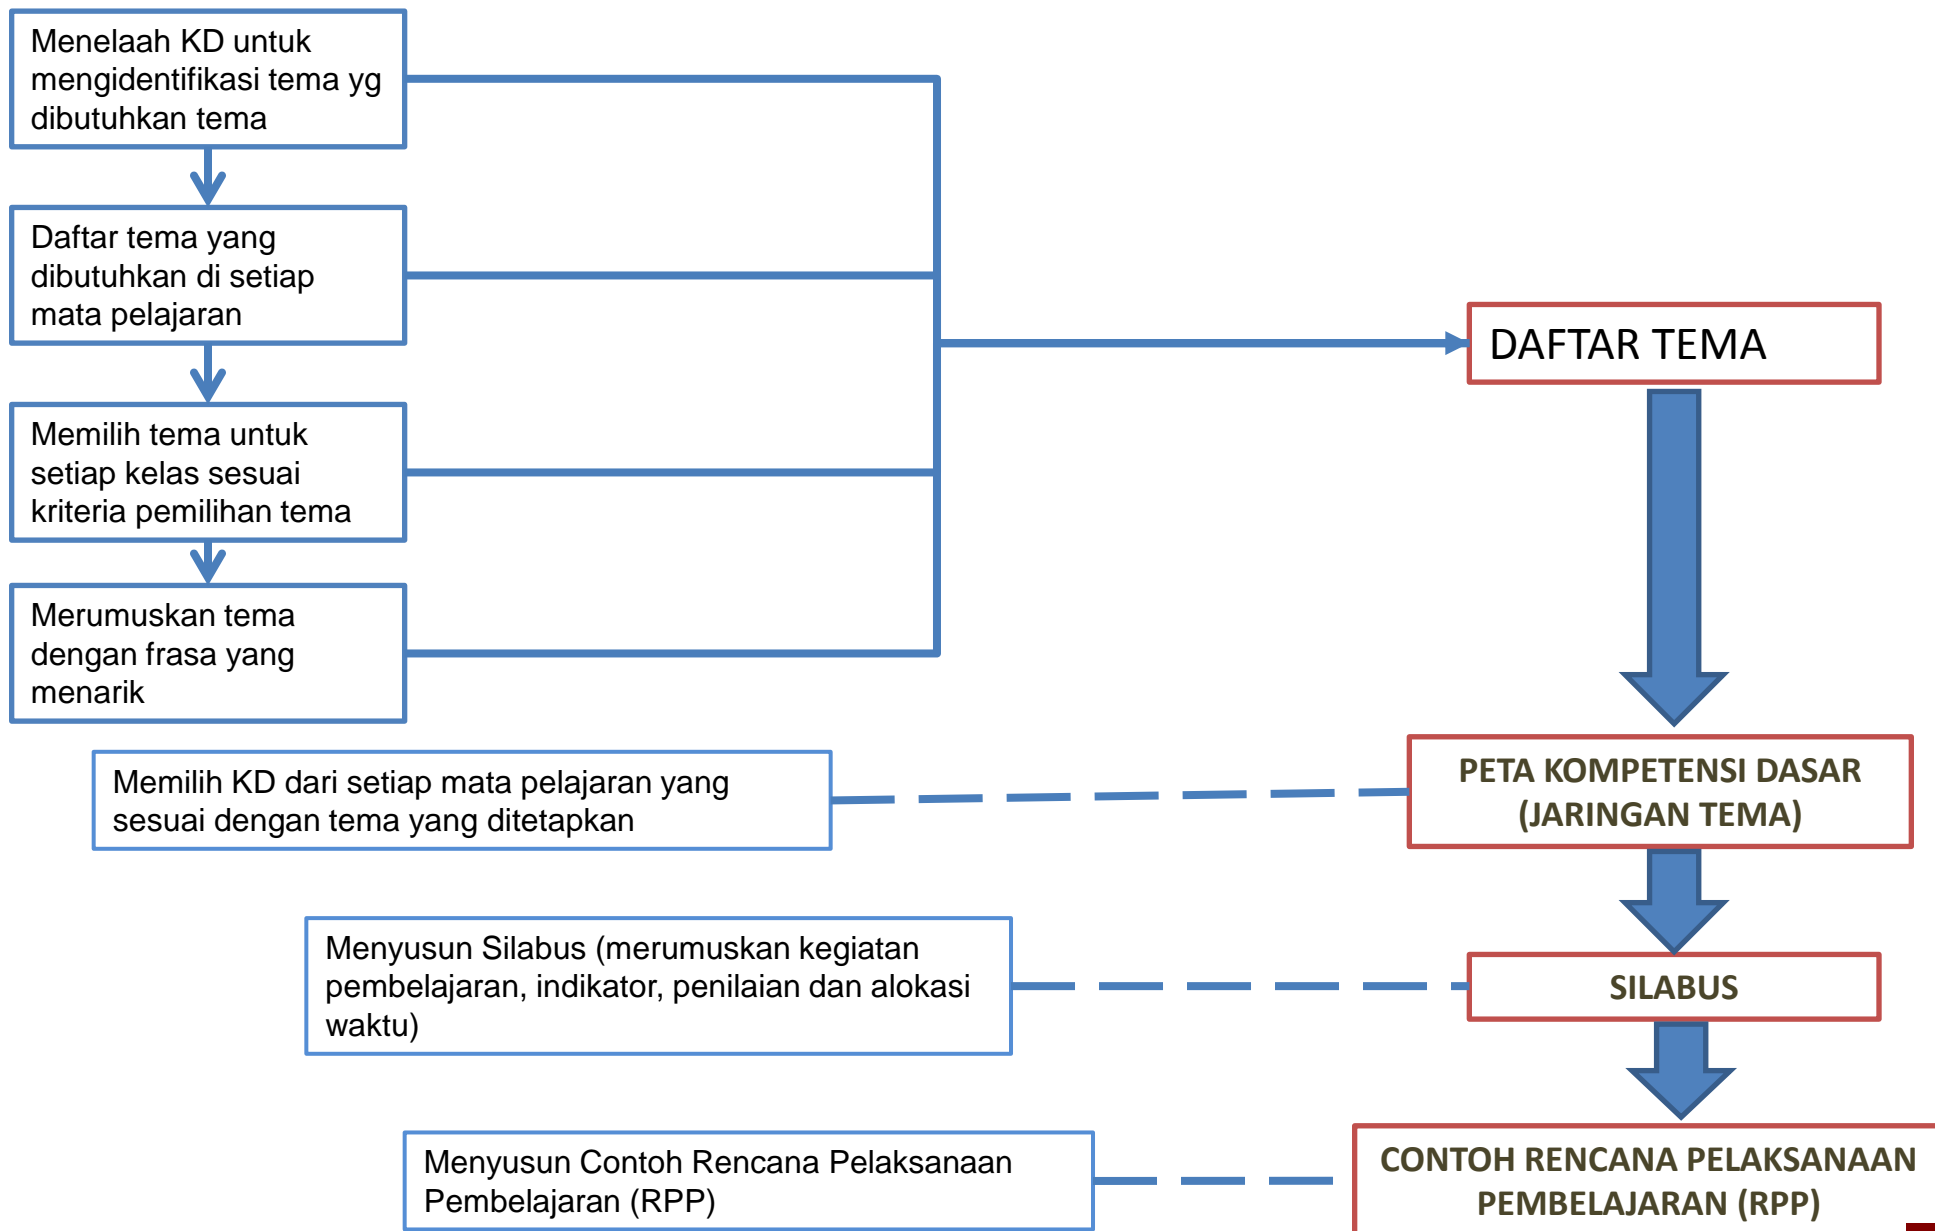 Menelaah KD untuk
mengidentifikasi tema yg
dibutuhkan tema
Daftar tema yang
dibutuhkan di setiap
mata pelajaran
DAFTAR TEMA
Memilih tema untuk
setiap kelas sesuai
kriteria pemilihan tema
Merumuskan tema
dengan frasa yang
menarik
Memilih KD dari setiap mata pelajaran yang
sesuai dengan tema yang ditetapkan
PETA KOMPETENSI DASAR
(JARINGAN TEMA)
Menyusun Silabus (merumuskan kegiatan
pembelajaran, indikator, penilaian dan alokasi
waktu)
SILABUS
Menyusun Contoh Rencana Pelaksanaan
Pembelajaran (RPP)
CONTOH RENCANA PELAKSANAAN
PEMBELAJARAN (RPP)